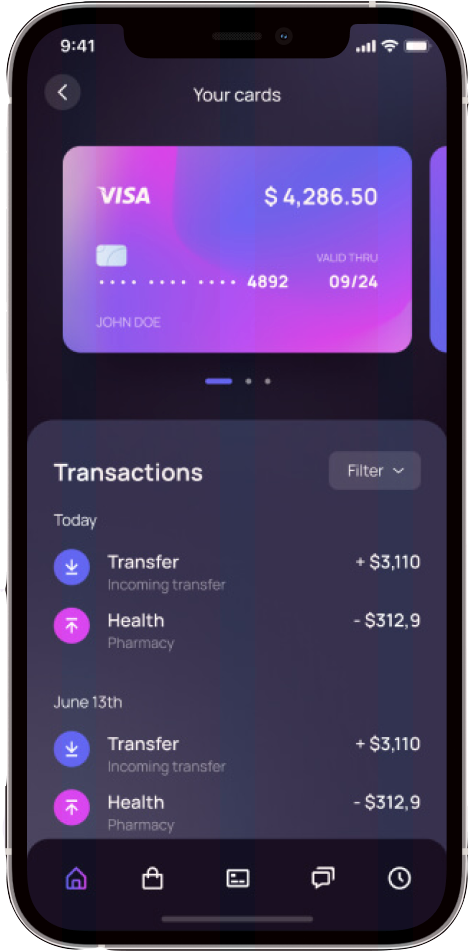 9:41
Your cards
VISA $ 4,286.50
VALID THRU
•••• •••• •••• 4892 09/24
JOHN DOE
Transactions Filter
Today
Transfer + $3,110
Incoming transfer
Health - $312,9
Pharmacy
June 13th
Transfer + $3,110
Incoming transfer
Health - $312,9
Pharmacy